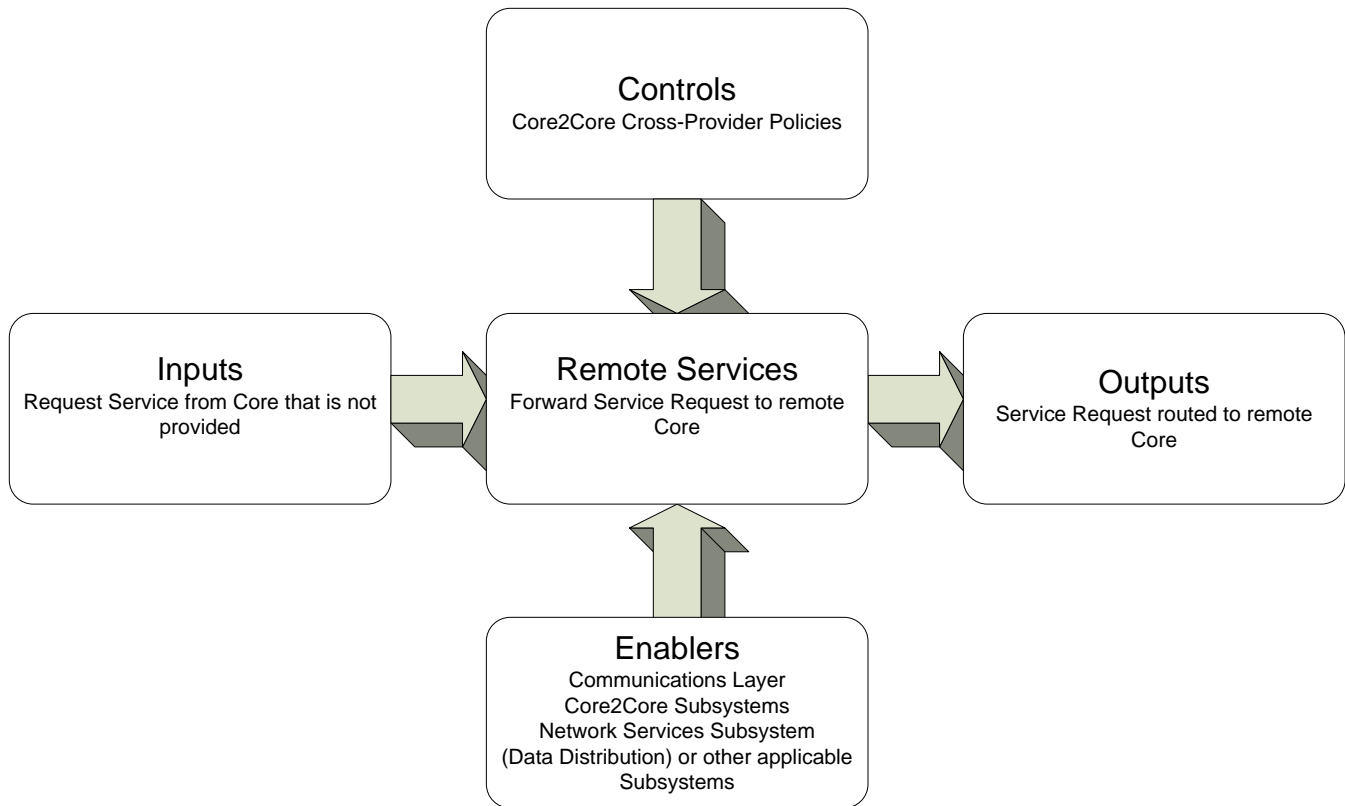 Controls
Core2Core Cross-Provider Policies
Inputs
Request Service from Core that is not
provided
Remote Services
Forward Service Request to remote
Core
Outputs
Service Request routed to remote
Core
Enablers
Communications Layer
Core2Core Subsystems
Network Services Subsystem
(Data Distribution) or other applicable
Subsystems